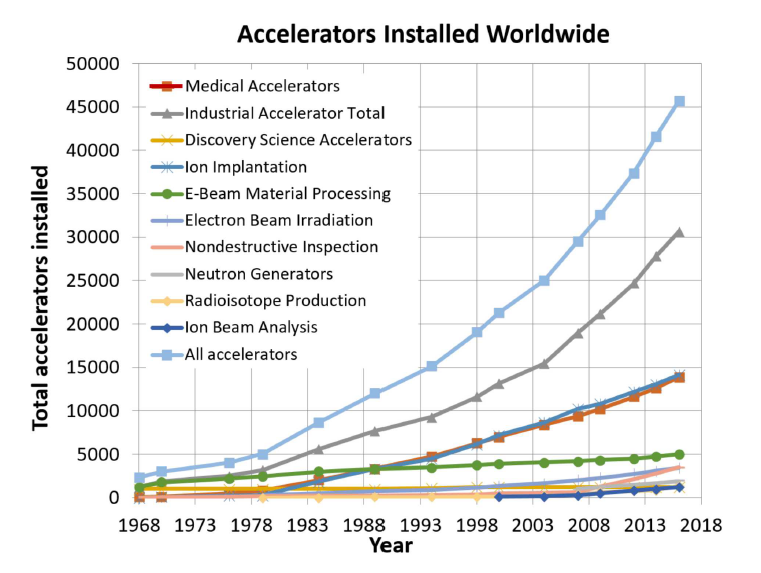 Accelerators Installed Worldwide
50000
45000
40000
35000
30000
25000
20000
15000
10000
5000
0
Total accelerators installed
Medical Accelerators
Industrial Accelerator Total
Discovery Science Accelerators
Ion Implantation
E-Beam Material Processing
Electron Beam Irradiation
Nondestructive Inspection
Neutron Generators
Radioisotope Production
Ion Beam Analysis
All accelerators
1968 1973 1978 1983 1988 1993 1998 2003 2008 2013 2018
Year